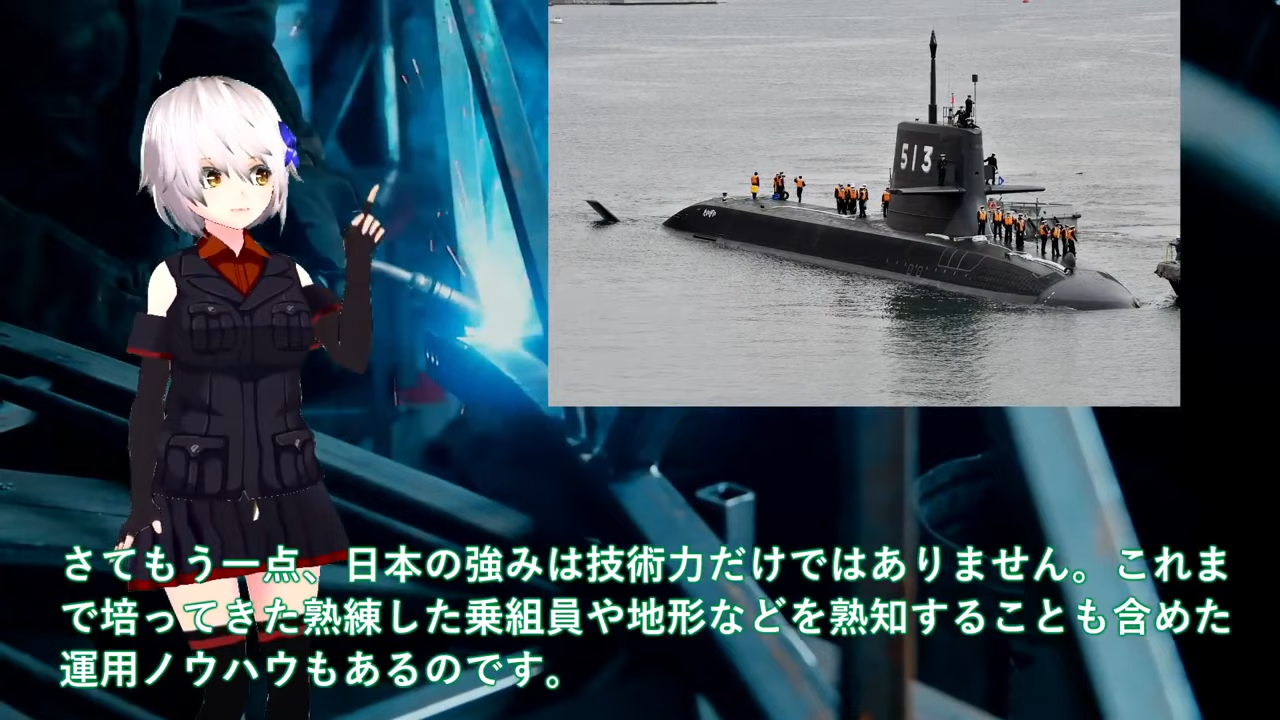 513
さてもう一点、日本の強みは技術力だけではありません。これま
で培ってきた熟練した乗組員や地形などを熟知することも含めた
運用ノウハウもあるのです。